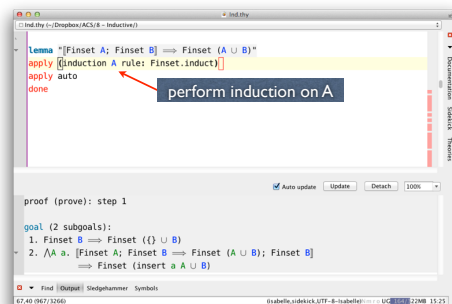 Ind.thy
Ind.thy (~/Dropbox/ACS/8 - Inductive/)
lemma "⟦Finset A; Finset B⟧ ⟹ Finset (A ∪ B)"
apply (induction A rule: Finset.induct)
apply auto
done
perform induction on A
Documentation
Sidekick
Theories
Auto update Update Detach 100%
proof (prove): step 1
goal (2 subgoals):
1. Finset B ⟹ Finset ({} ∪ B)
2. ⋀A a. ⟦Finset A; Finset B ⟹ Finset (A ∪ B); Finset B⟧
⟹ Finset (insert a A ∪ B)
Find Output Sledgehammer Symbols
67,40 (967/3266) (isabelle,sidekick,UTF-8-Isabelle) UG 22MB 15:25